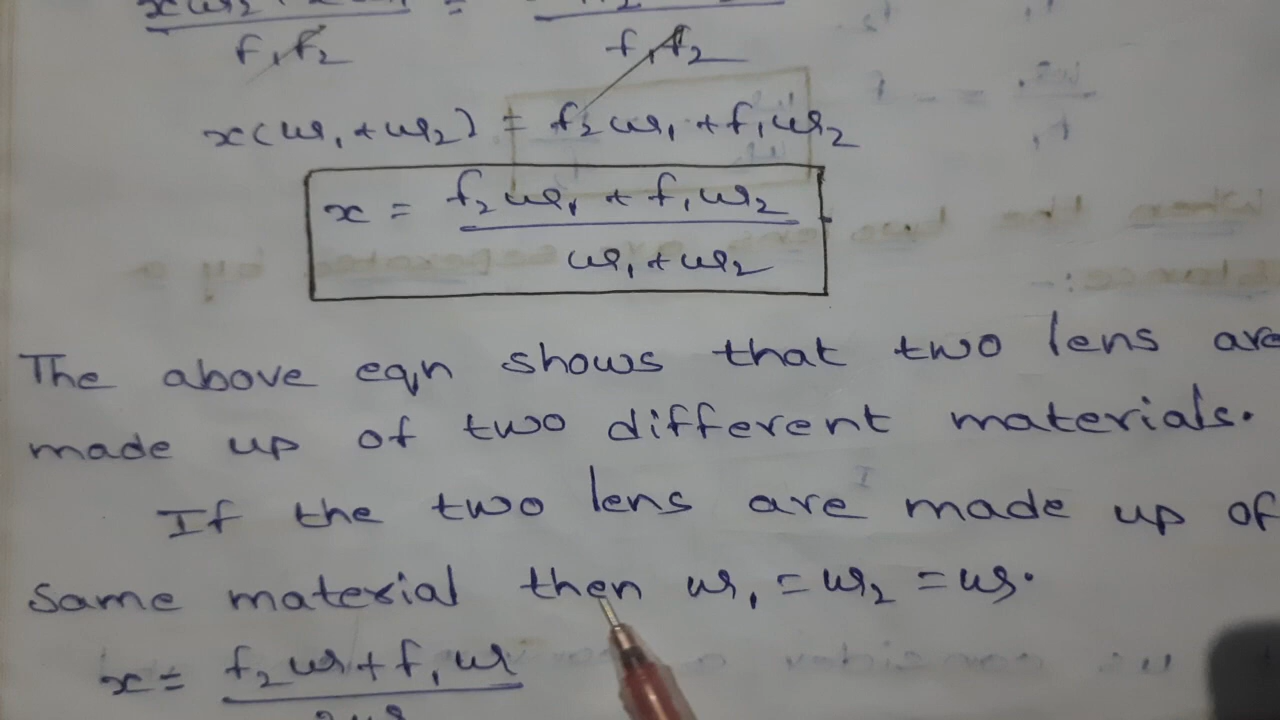 f₁f₂ f₁f₂
x(ω₁+ω₂) = f₂ω₁ + f₁ω₂
x = f₂ω₁ + f₁ω₂
ω₁+ω₂
The above eqn shows that two lens are
made up of two different materials.
If the two lens are made up of
same material then ω₁ = ω₂ = ω.
x = f₂ω + f₁ω
2ω